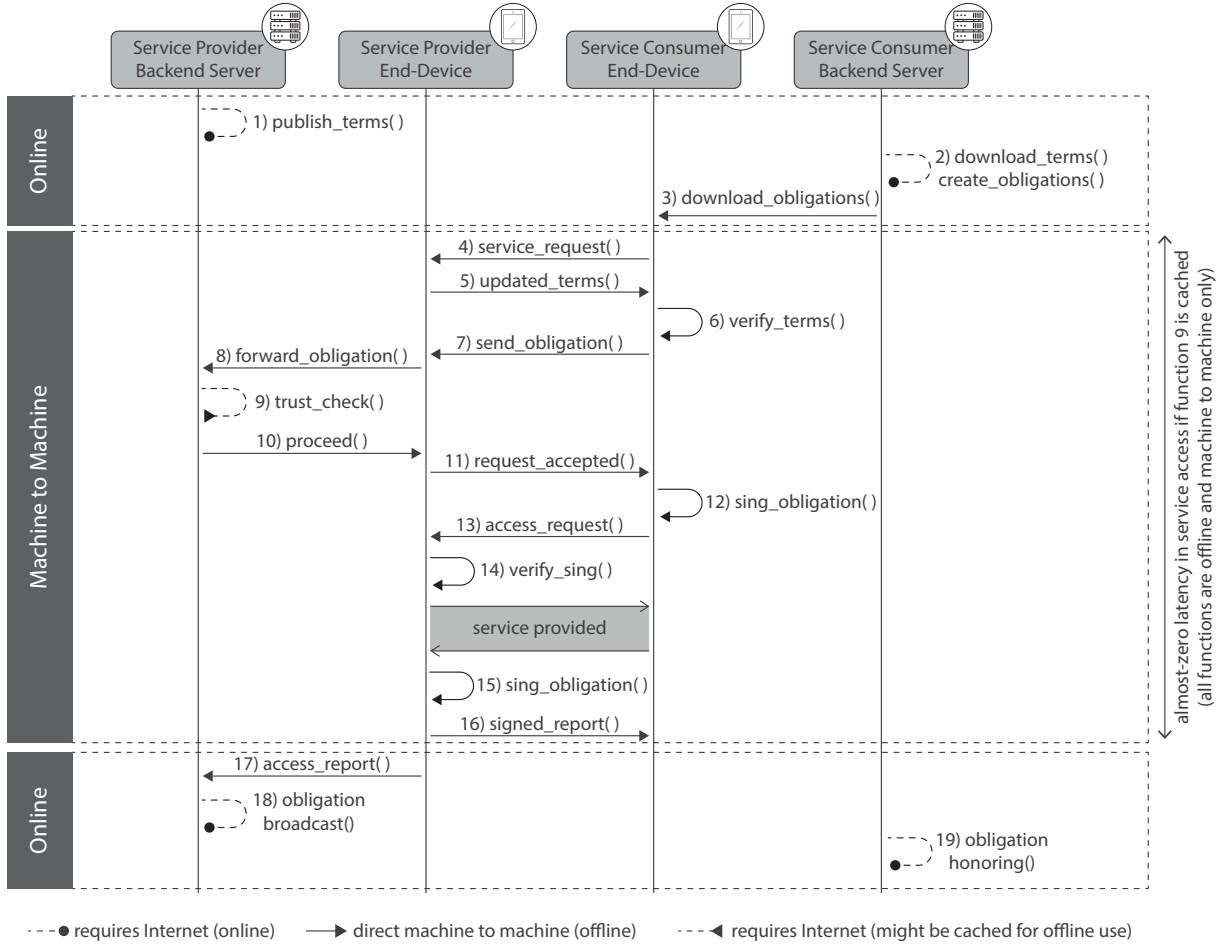 Service Provider
Backend Server
Service Provider
End-Device
Service Consumer
End-Device
Service Consumer
Backend Server
Online
1) publish_terms( )
2) download_terms( )
create_obligations( )
3) download_obligations( )
Machine to Machine
4) service_request( )
5) updated_terms( )
6) verify_terms( )
7) send_obligation( )
8) forward_obligation( )
9) trust_check( )
10) proceed( )
11) request_accepted( )
12) sing_obligation( )
13) access_request( )
14) verify_sing( )
service provided
15) sing_obligation( )
16) signed_report( )
almost-zero latency in service access if function 9 is cached
(all functions are offline and machine to machine only)
Online
17) access_report( )
18) obligation
broadcast()
19) obligation
honoring()
requires Internet (online)
direct machine to machine (offline)
requires Internet (might be cached for offline use)